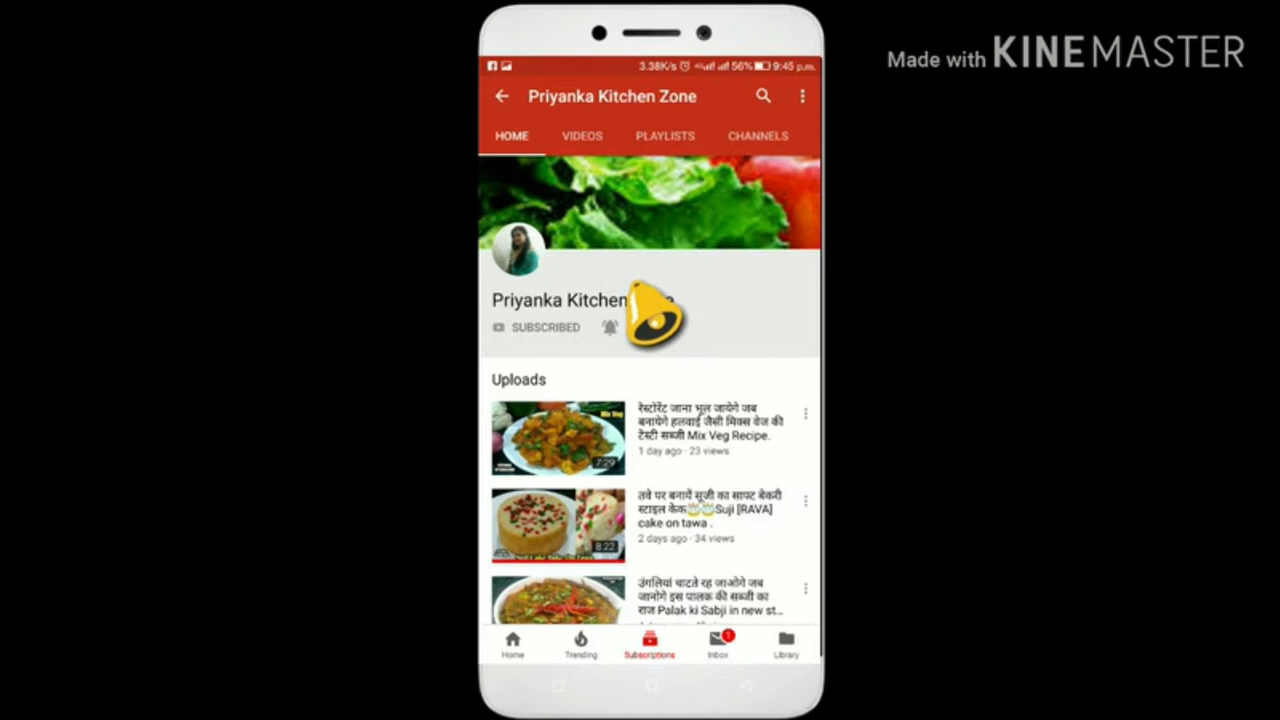 Made with KINEMASTER
3.38K/s 56% 9:45 p.m.
Priyanka Kitchen Zone
HOME VIDEOS PLAYLISTS CHANNELS
Priyanka Kitchen
SUBSCRIBED
Uploads
Mix Veg
7:29
रेस्टोरेंट जाना भूल जायेगे जब
बनायेगे हलवाई जैसी मिक्स वेज की
टेस्टी सब्जी Mix Veg Recipe.
1 day ago · 23 views
8:22
तवे पर बनायें सूजी का साफ्ट बेकरी
स्टाइल केक🎂🎂Suji [RAVA]
cake on tawa .
2 days ago · 34 views
उंगलियां चाटते रह जाओगे जब
जानोगे इस पालक की सब्जी का
राज Palak ki Sabji in new st...
Home Trending Subscriptions Inbox 1 Library